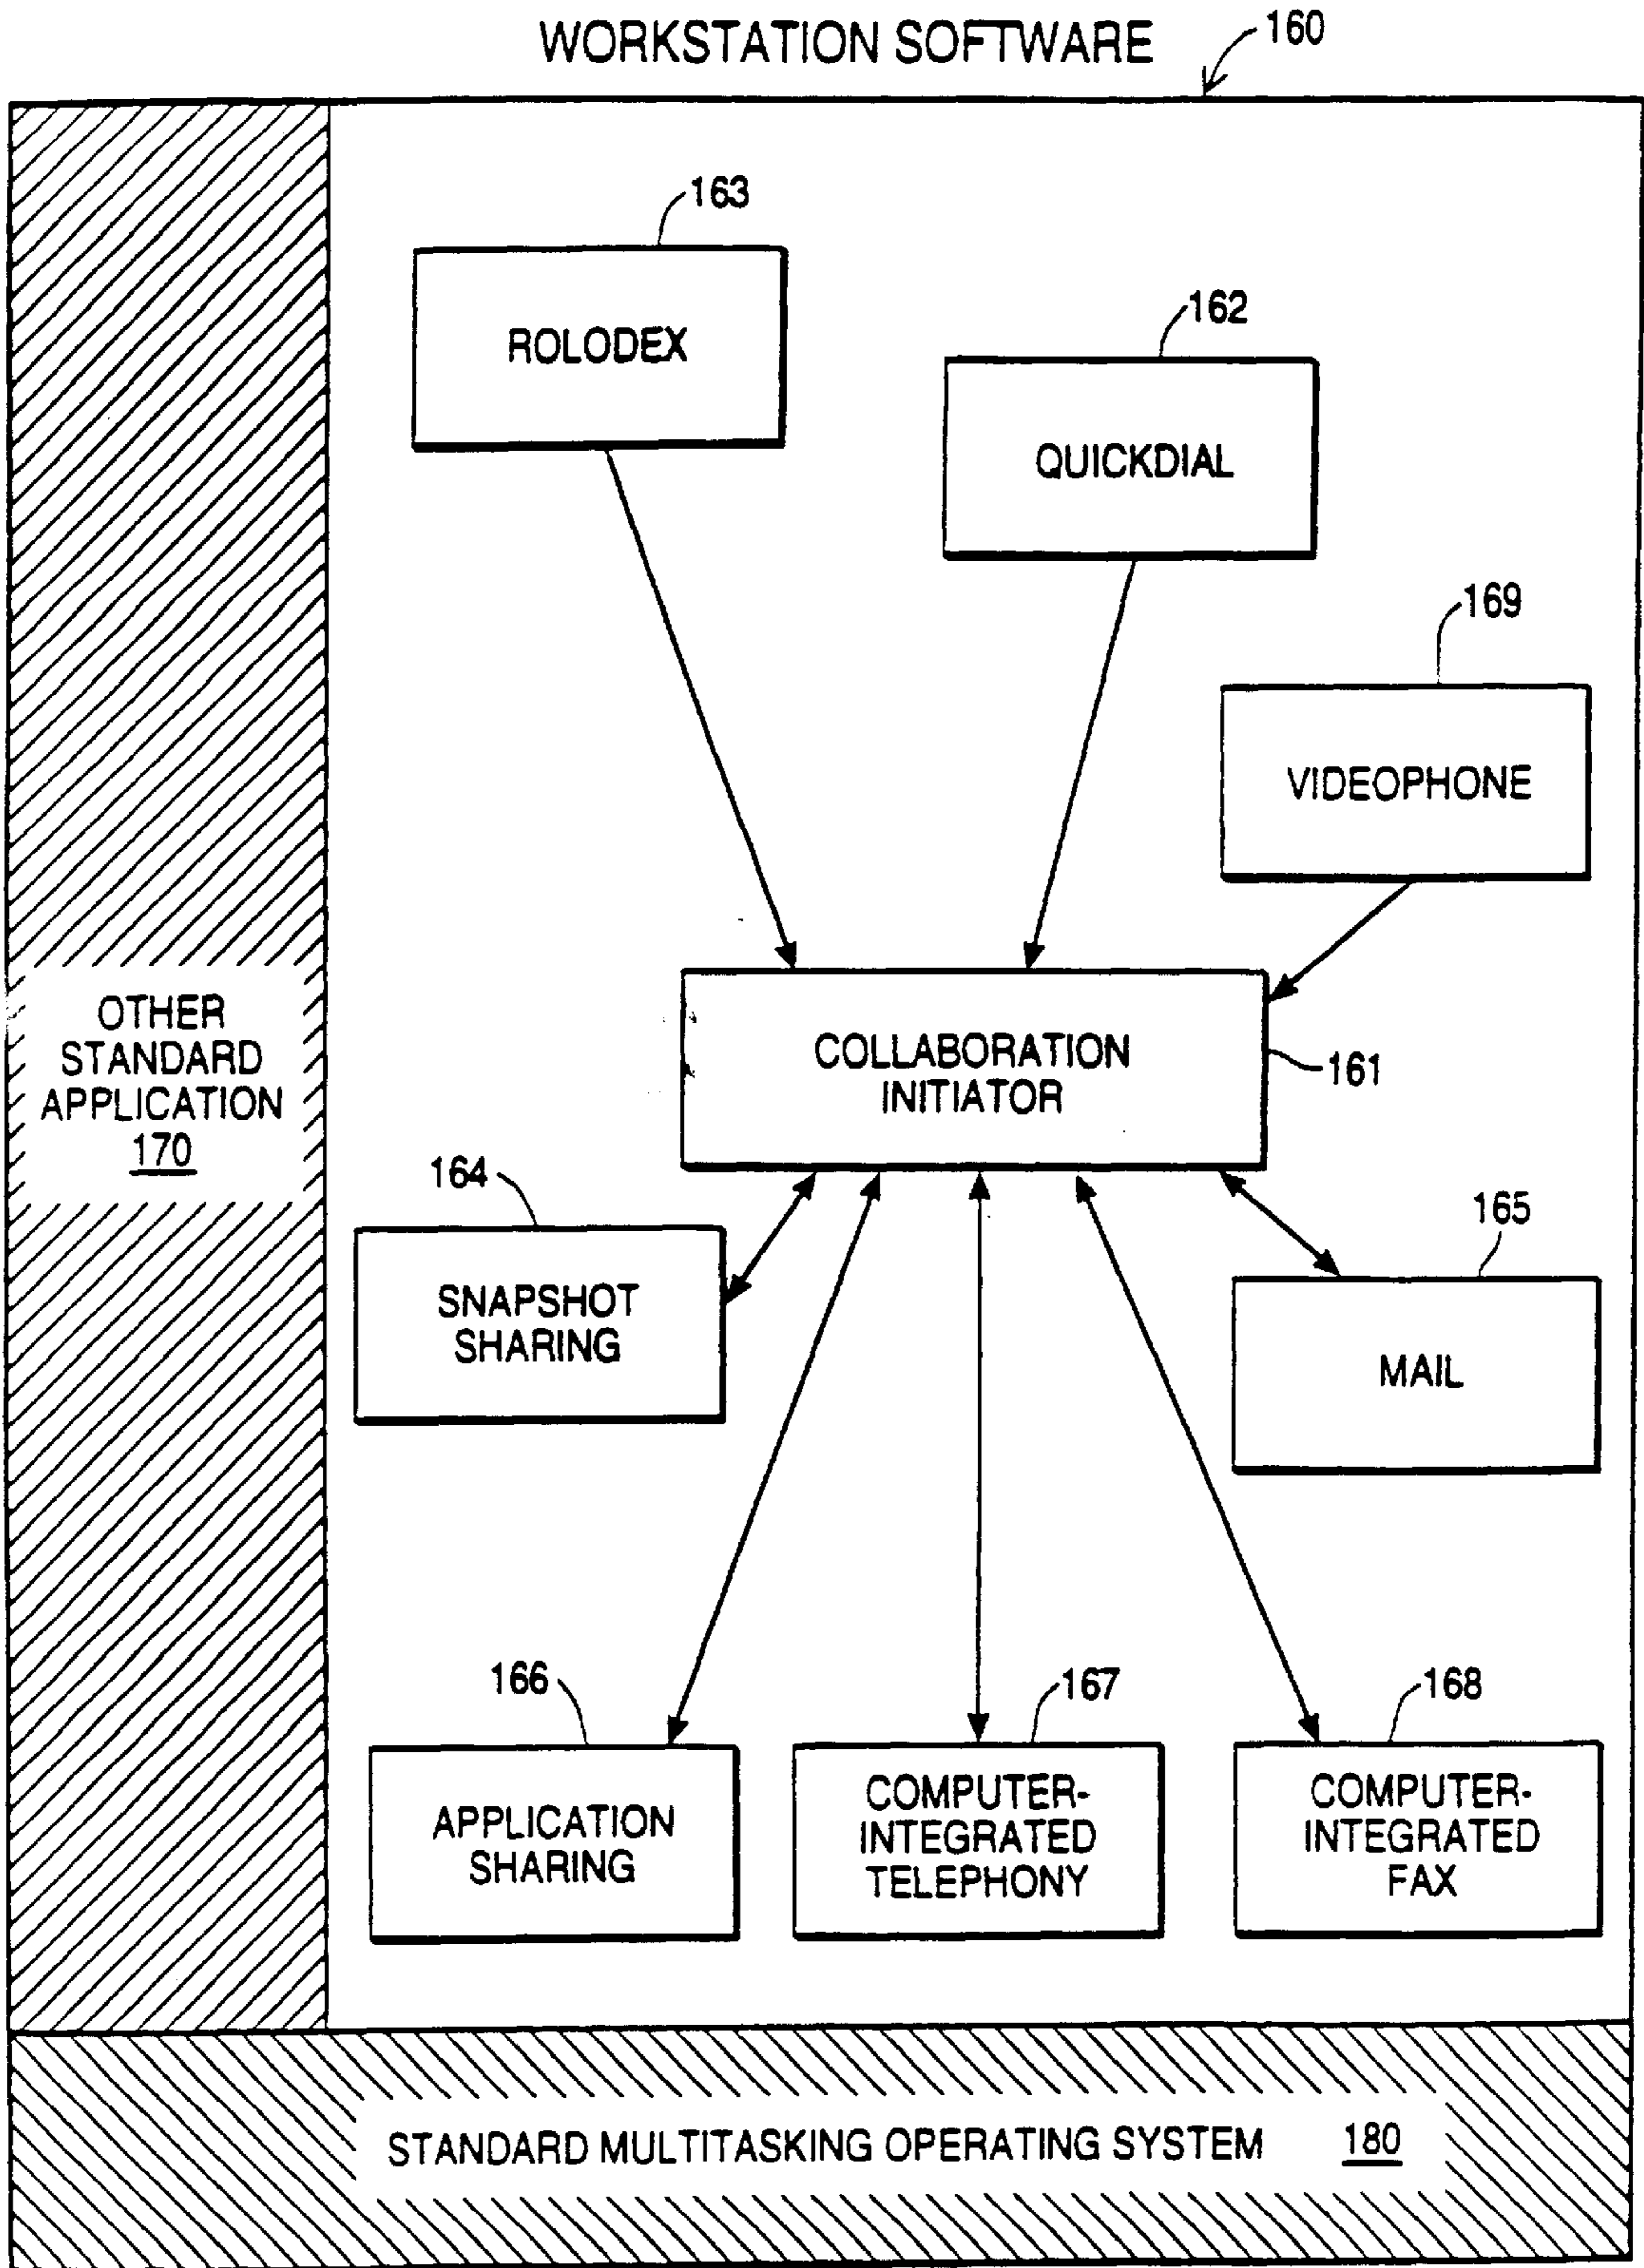 WORKSTATION SOFTWARE
160
163
ROLODEX
162
QUICKDIAL
169
VIDEOPHONE
COLLABORATION
INITIATOR
161
OTHER
STANDARD
APPLICATION
170
164
SNAPSHOT
SHARING
165
MAIL
166
APPLICATION
SHARING
167
COMPUTER-
INTEGRATED
TELEPHONY
168
COMPUTER-
INTEGRATED
FAX
STANDARD MULTITASKING OPERATING SYSTEM 180